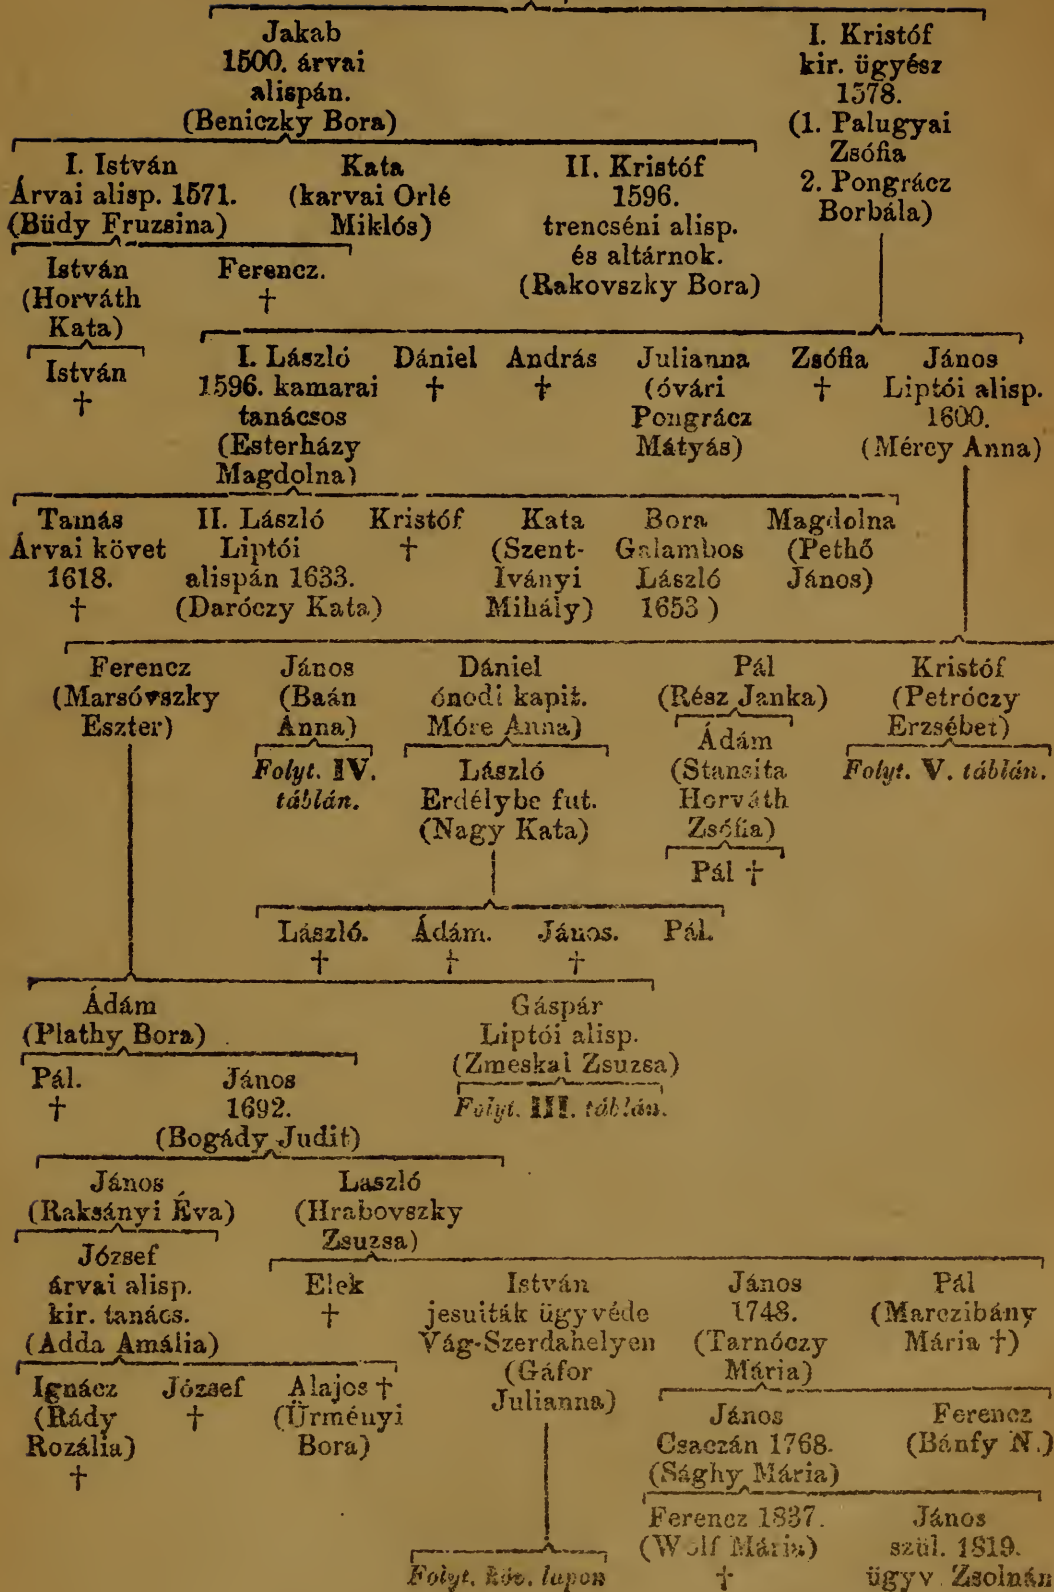 Jakab
1500. árvai
alispán.
(Beniczky Bora)
I. Kristóf
kir. ügyész
1578.
(1. Palugyai
Zsófia
2. Pongrácz
Borbála)
I. István
Árvai alisp. 1571.
(Büdy Fruzsina)
Kata
(karvai Orlé
Miklós)
II. Kristóf
1596.
trencséni alisp.
és altárnok.
(Rakovszky Bora)
István
(Horváth
Kata)
Ferencz.
†
István
†
I. László
1596. kamarai
tanácsos
(Esterházy
Magdolna)
Dániel
†
András
†
Julianna
(óvári
Pongrácz
Mátyás)
Zsófia
†
János
Liptói alisp.
1600.
(Mérey Anna)
Tamás
Árvai követ
1618.
†
II. László
Liptói
alispán 1633.
(Daróczy Kata)
Kristóf
†
Kata
(Szent-
Iványi
Mihály)
Bora
Galambos
László
1653 )
Magdolna
(Pethő
János)
Ferencz
(Marsóvszky
Eszter)
János
(Baán
Anna)
Folyt. IV.
táblán.
Dániel
ónodi kapit.
Móre Anna)
László
Erdélybe fut.
(Nagy Kata)
Pál
(Rész Janka)
Ádám
(Stansita
Horváth
Zsófia)
Pál †
Kristóf
(Petróczy
Erzsébet)
Folyt. V. táblán.
László.
†
Ádám.
†
János.
†
Pál.
Ádám
(Plathy Bora)
Gáspár
Liptói alisp.
(Zmeskal Zsuzsa)
Folyt. III. táblán.
Pál.
†
János
1692.
(Bogády Judit)
János
(Raksányi Éva)
Laszló
(Hrabovszky
Zsuzsa)
József
árvai alisp.
kir. tanács.
(Adda Amália)
Elek
†
István
jesuiták ügyvéde
Vág-Szerdahelyen
(Gáfor
Julianna)
János
1748.
(Tarnóczy
Mária)
Pál
(Marczibány
Mária †)
Ignácz
(Rády
Rozália)
†
József
†
Alajos †
(Ürményi
Bora)
János
Csaczán 1768.
(Sághy Mária)
Ferencz
(Bánfy N.)
Ferencz 1837.
(Wolf Mária)
†
János
szül. 1819.
ügyv. Zsolnán
Folyt. köv. lapon